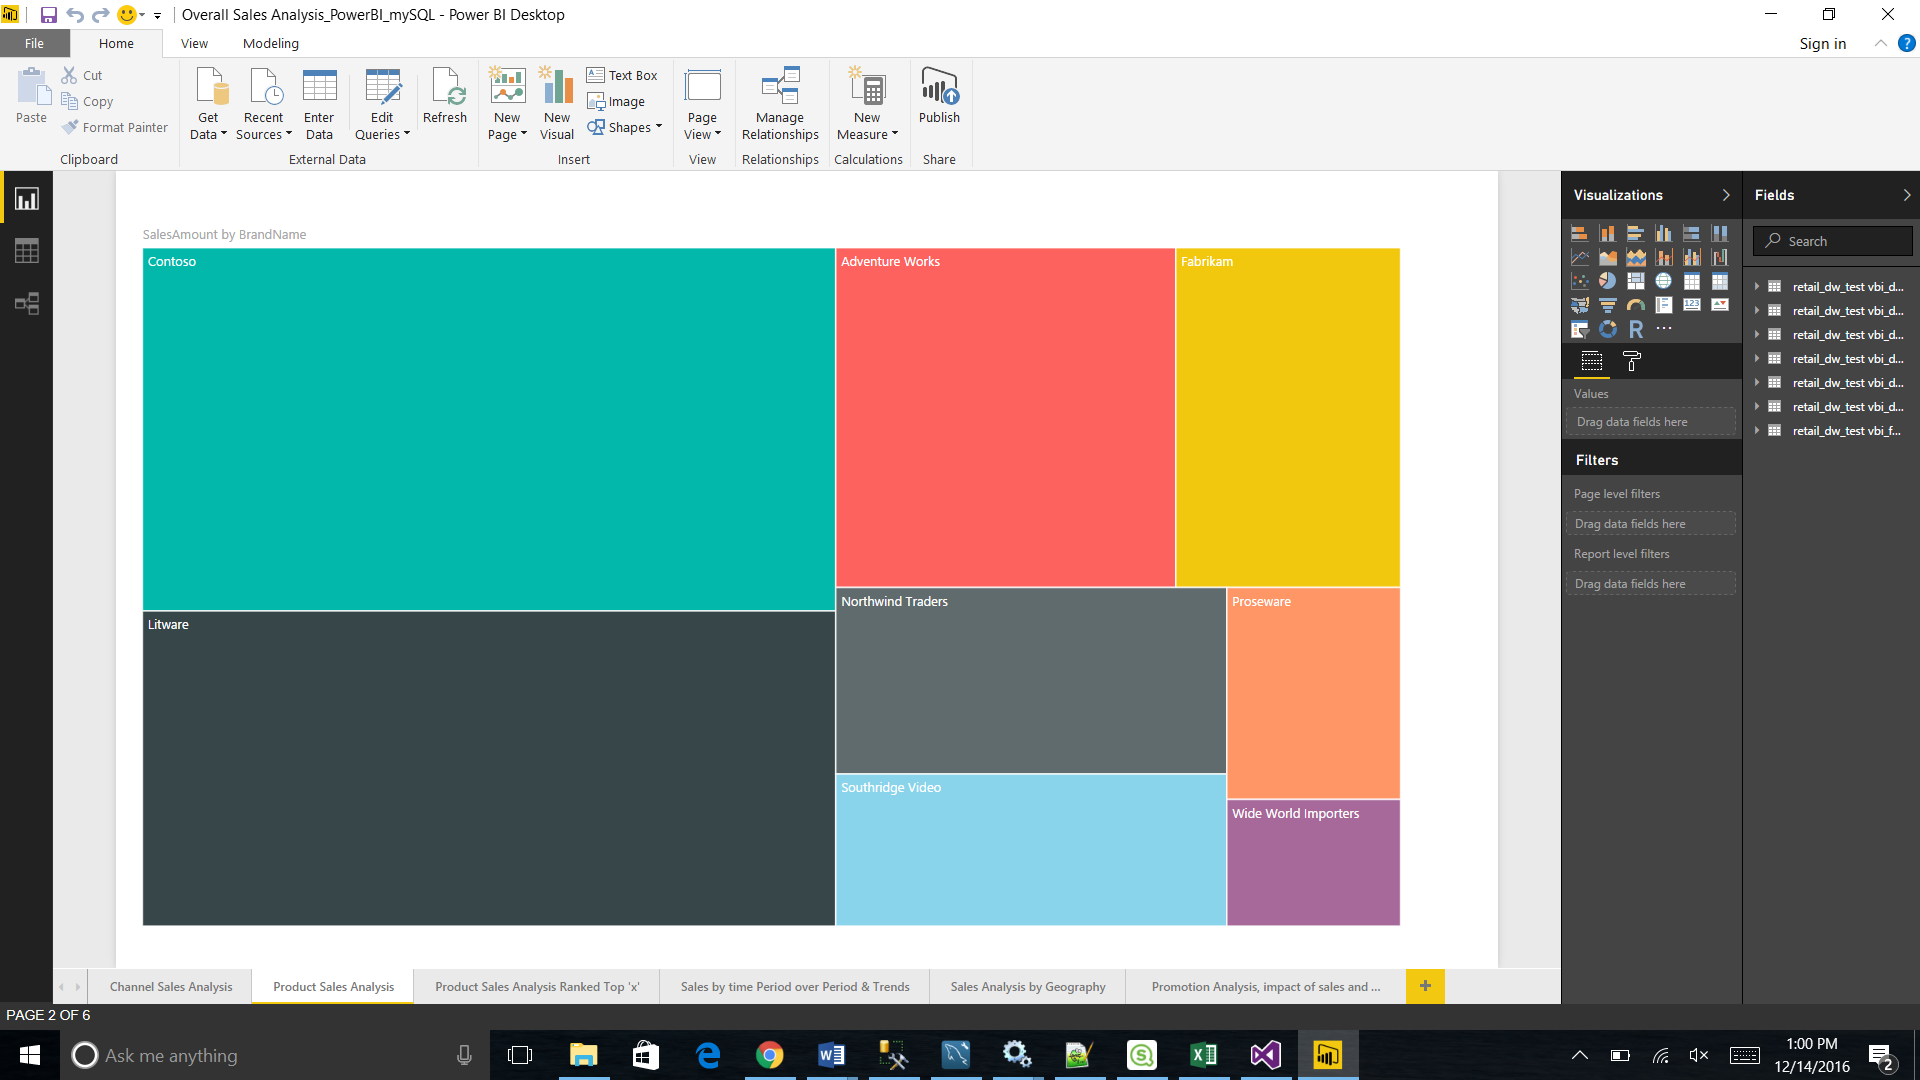 Overall Sales Analysis_PowerBI_mySQL - Power BI Desktop
File Home View Modeling Sign in ?
Paste
Cut
Copy
Format Painter
Clipboard
Get Data
Recent Sources
Enter Data
Edit Queries
Refresh
External Data
New Page
New Visual
Text Box
Image
Shapes
Insert
Page View
View
Manage Relationships
Relationships
New Measure
Calculations
Publish
Share
SalesAmount by BrandName
Contoso
Adventure Works
Fabrikam
Litware
Northwind Traders
Proseware
Southridge Video
Wide World Importers
Visualizations
123
R
...
Values
Drag data fields here
Filters
Page level filters
Drag data fields here
Report level filters
Drag data fields here
Fields
Search
retail_dw_test vbi_d...
retail_dw_test vbi_d...
retail_dw_test vbi_d...
retail_dw_test vbi_d...
retail_dw_test vbi_d...
retail_dw_test vbi_d...
retail_dw_test vbi_f...
Channel Sales Analysis
Product Sales Analysis
Product Sales Analysis Ranked Top 'x'
Sales by time Period over Period & Trends
Sales Analysis by Geography
Promotion Analysis, impact of sales and ...
+
PAGE 2 OF 6
Ask me anything
1:00 PM
12/14/2016
2